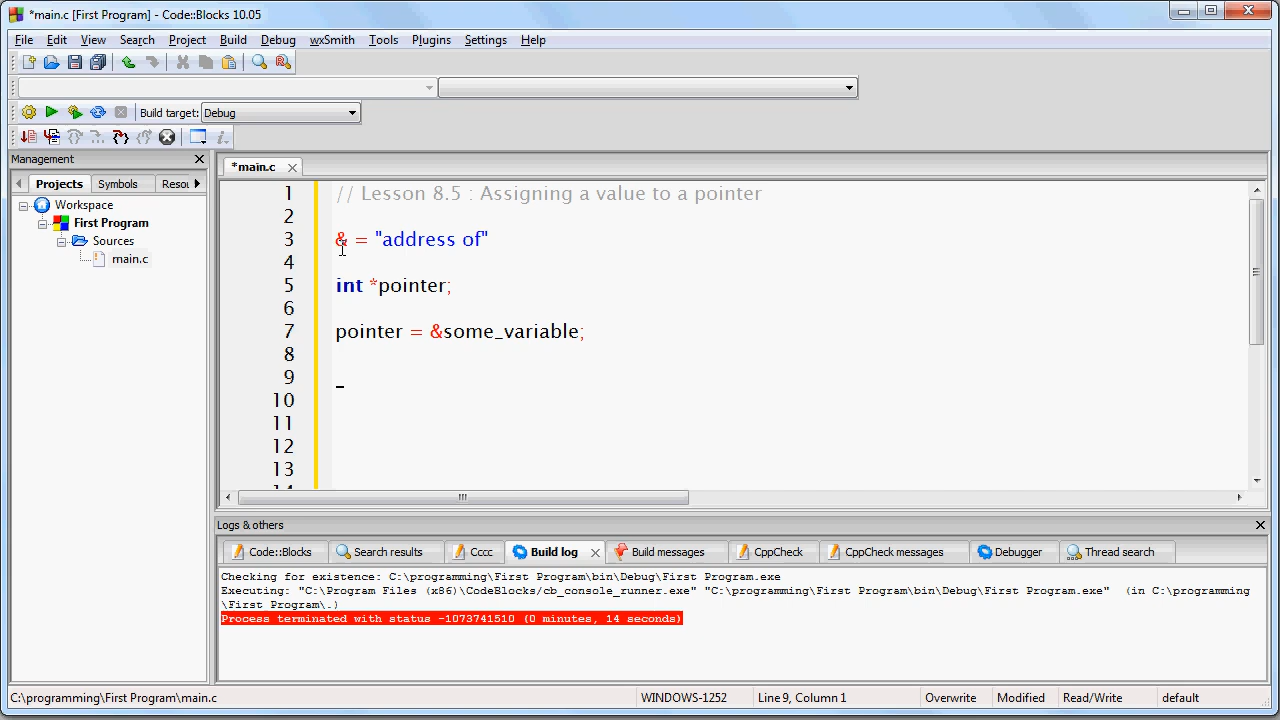 *main.c [First Program] - Code::Blocks 10.05
File Edit View Search Project Build Debug wxSmith Tools Plugins Settings Help
Build target: Debug
Management
Projects Symbols Resou
Workspace
First Program
Sources
main.c
*main.c
1 // Lesson 8.5 : Assigning a value to a pointer
2
3 & = "address of"
4
5 int *pointer;
6
7 pointer = &some_variable;
8
9
10
11
12
13
14
Logs & others
Code::Blocks Search results Cccc Build log Build messages CppCheck CppCheck messages Debugger Thread search
Checking for existence: C:\programming\First Program\bin\Debug\First Program.exe
Executing: "C:\Program Files (x86)\CodeBlocks/cb_console_runner.exe" "C:\programming\First Program\bin\Debug\First Program.exe"  (in C:\programming
\First Program\.)
Process terminated with status -1073741510 (0 minutes, 14 seconds)
C:\programming\First Program\main.c WINDOWS-1252 Line 9, Column 1 Overwrite Modified Read/Write default